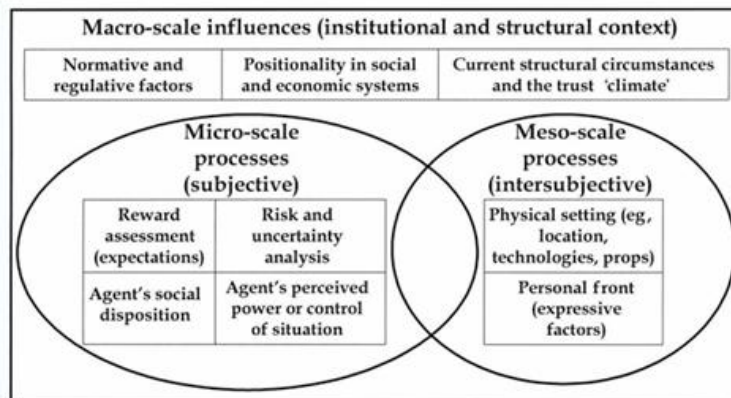 Macro-scale influences (institutional and structural context)
Normative and
regulative factors
Positionality in social
and economic systems
Current structural circumstances
and the trust 'climate'
Micro-scale
processes
(subjective)
Reward
assessment
(expectations)
Risk and
uncertainty
analysis
Agent's social
disposition
Agent's perceived
power or control
of situation
Meso-scale
processes
(intersubjective)
Physical setting (eg,
location,
technologies, props)
Personal front
(expressive
factors)